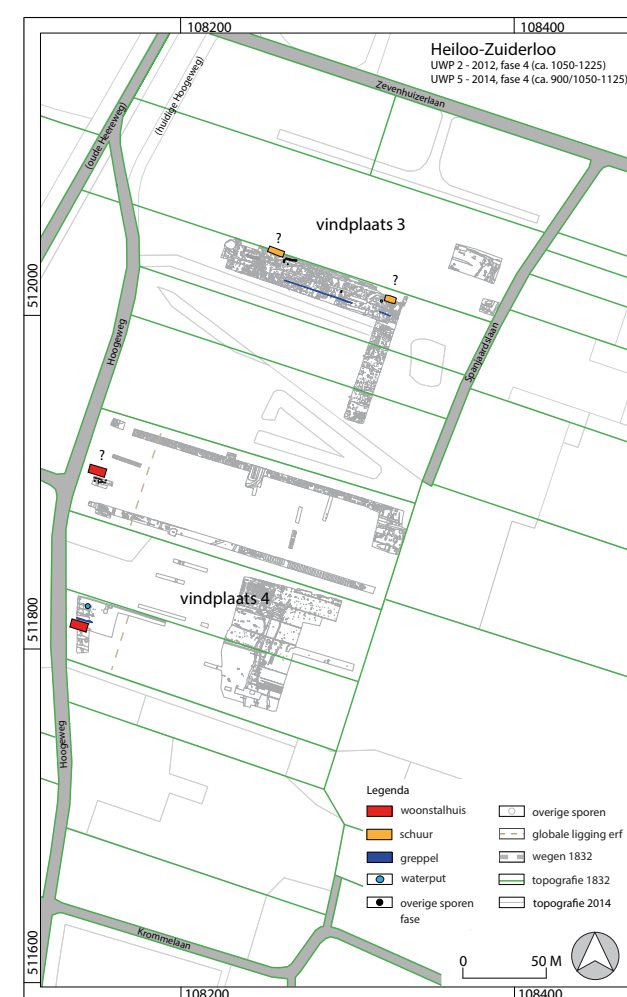 108200
108400
Heiloo-Zuiderloo
UWP 2 - 2012, fase 4 (ca. 1050-1225)
UWP 5 - 2014, fase 4 (ca. 900/1050-1125)
Zevenhuizerlaan
(oude Heereweg)
(huidige Hoogeweg)
vindplaats 3
?
?
512000
Hoogeweg
Spanjaardslaan
?
vindplaats 4
511800
Hoogeweg
Legenda
woonstalhuis
schuur
greppel
waterput
overige sporen
fase
overige sporen
globale ligging erf
wegen 1832
topografie 1832
topografie 2014
Krommelaan
511600
0 50 M
108200
108400